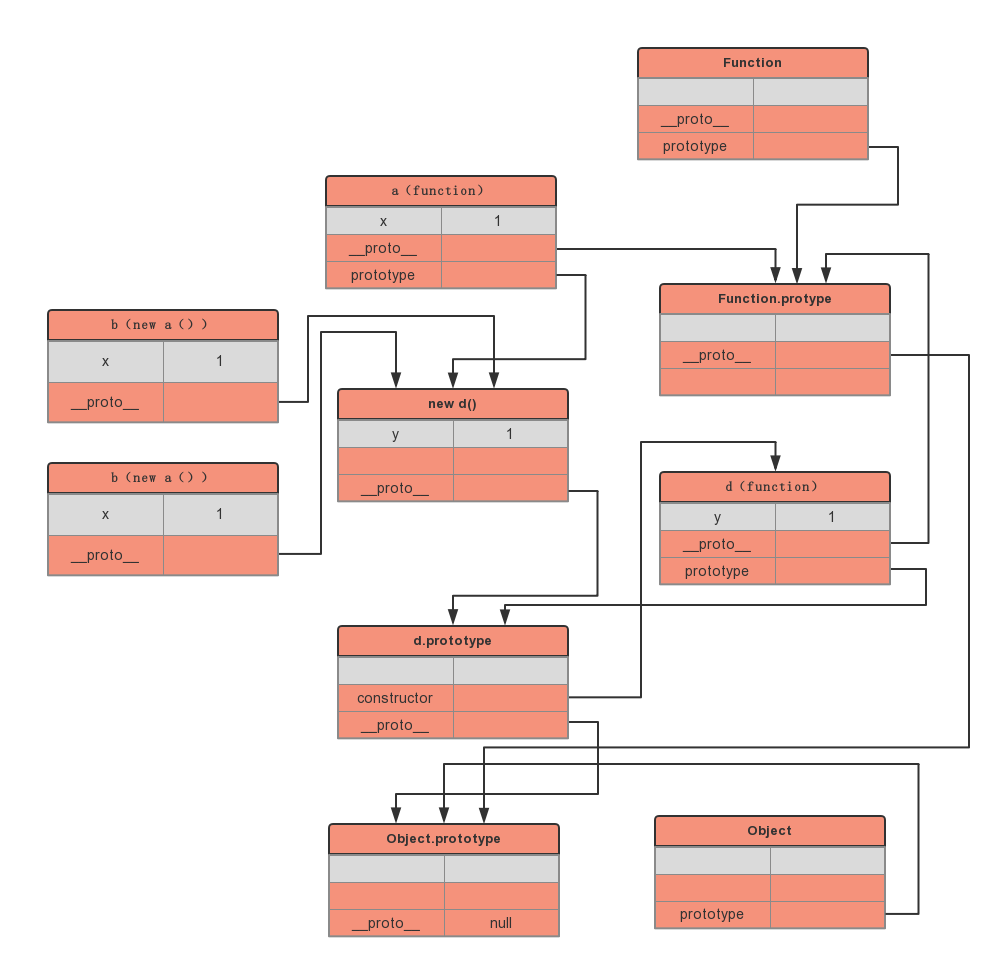 Function
__proto__
prototype
a（function）
x 1
__proto__
prototype
Function.protype
__proto__
b（new a（））
x 1
__proto__
new d()
y 1
__proto__
b（new a（））
x 1
__proto__
d（function）
y 1
__proto__
prototype
d.prototype
constructor
__proto__
Object.prototype
__proto__ null
Object
prototype